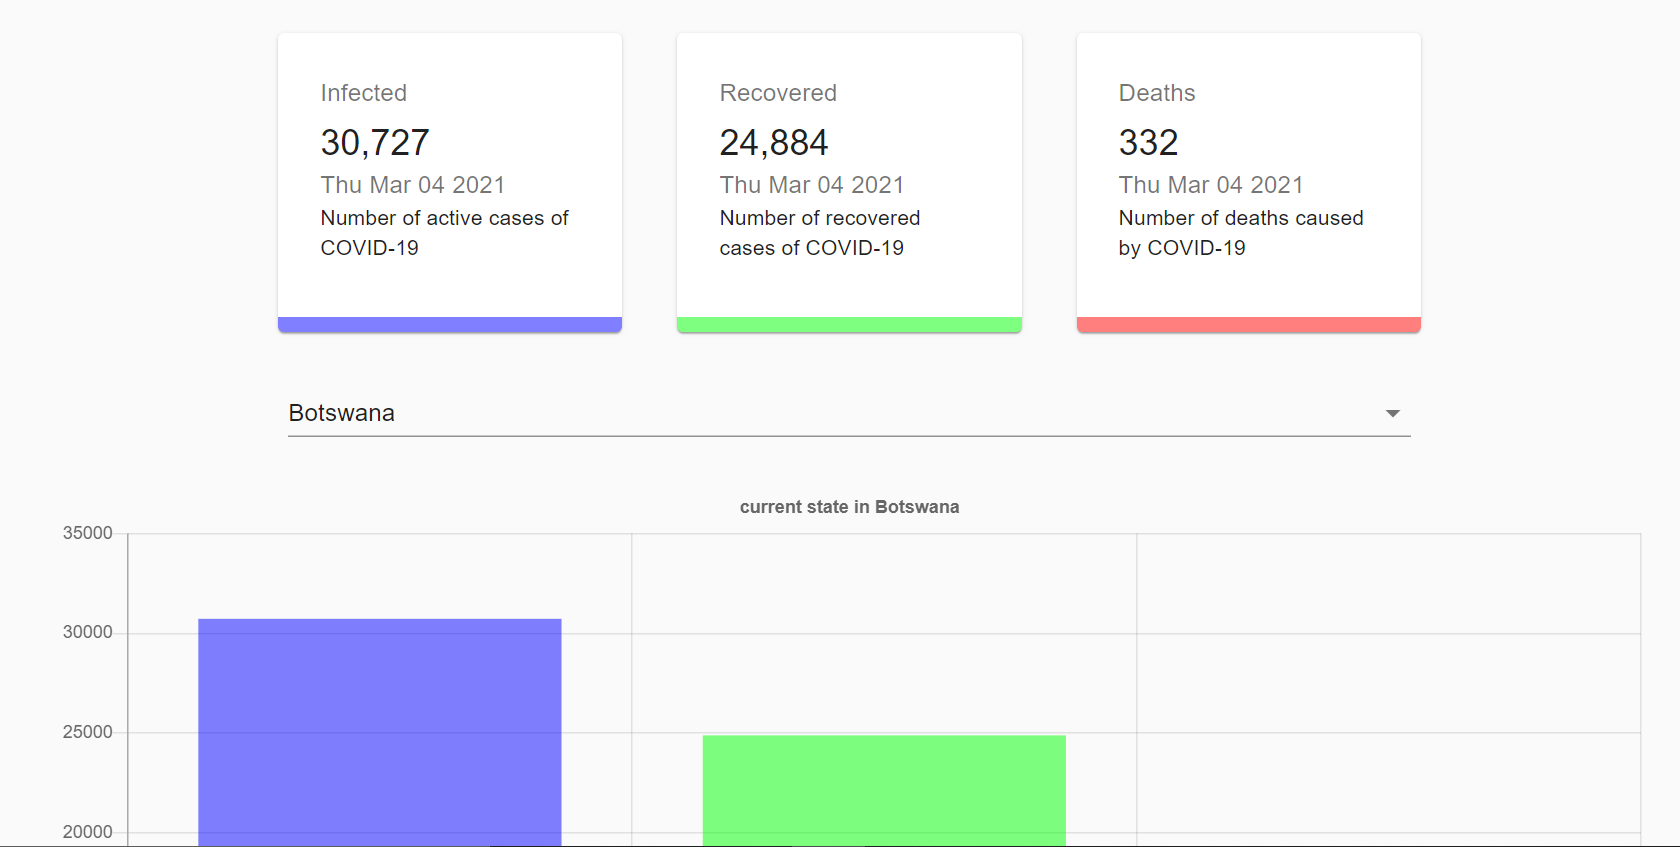 Infected
30,727
Thu Mar 04 2021
Number of active cases of
COVID-19
Recovered
24,884
Thu Mar 04 2021
Number of recovered
cases of COVID-19
Deaths
332
Thu Mar 04 2021
Number of deaths caused
by COVID-19
Botswana
current state in Botswana
35000
30000
25000
20000